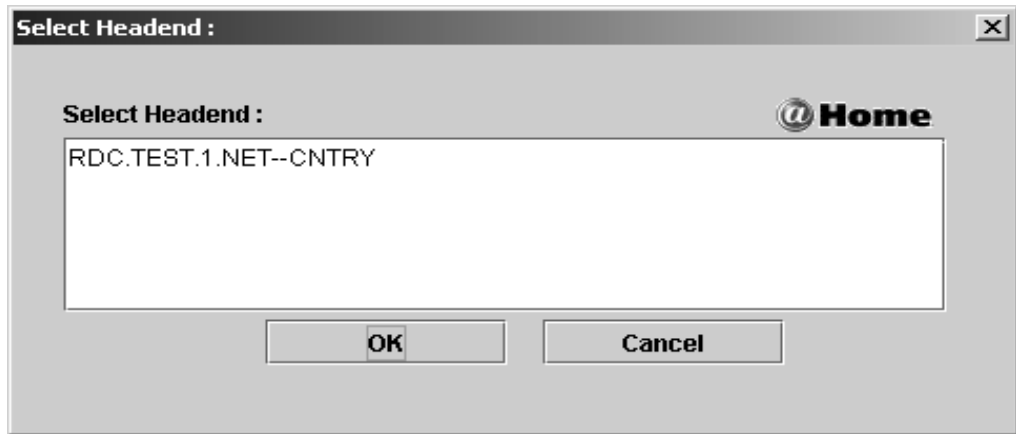 Select Headend :
Select Headend :
@Home
RDC.TEST.1.NET--CNTRY
OK
Cancel